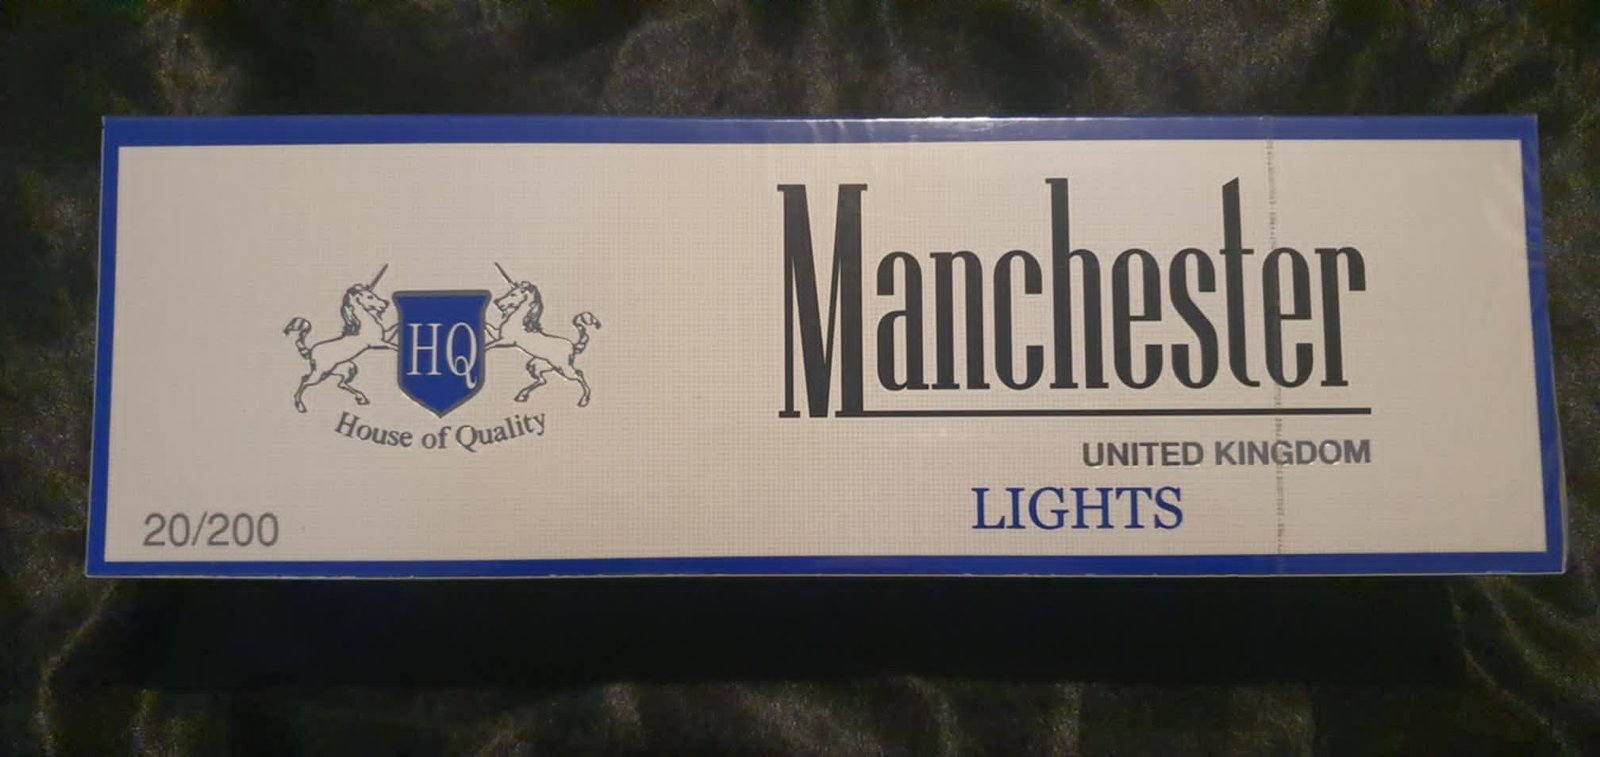 HQ
House of Quality
20/200
Manchester
UNITED KINGDOM
LIGHTS